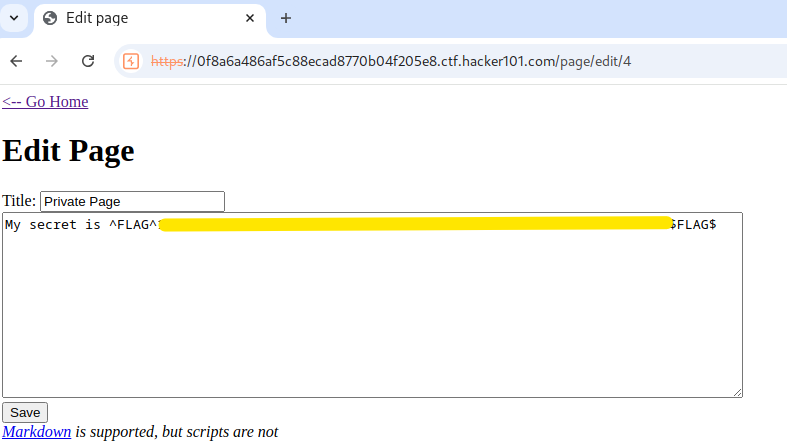 Edit page
https://0f8a6a486af5c88ecad8770b04f205e8.ctf.hacker101.com/page/edit/4
<-- Go Home
Edit Page
Title: Private Page
My secret is ^FLAG^ $FLAG$
Save
Markdown is supported, but scripts are not